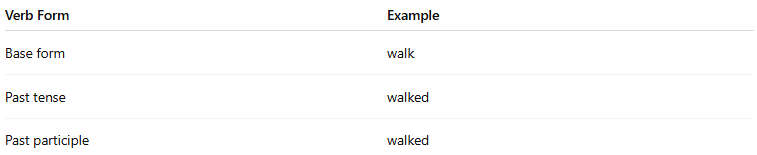 Verb Form Example
Base form walk
Past tense walked
Past participle walked